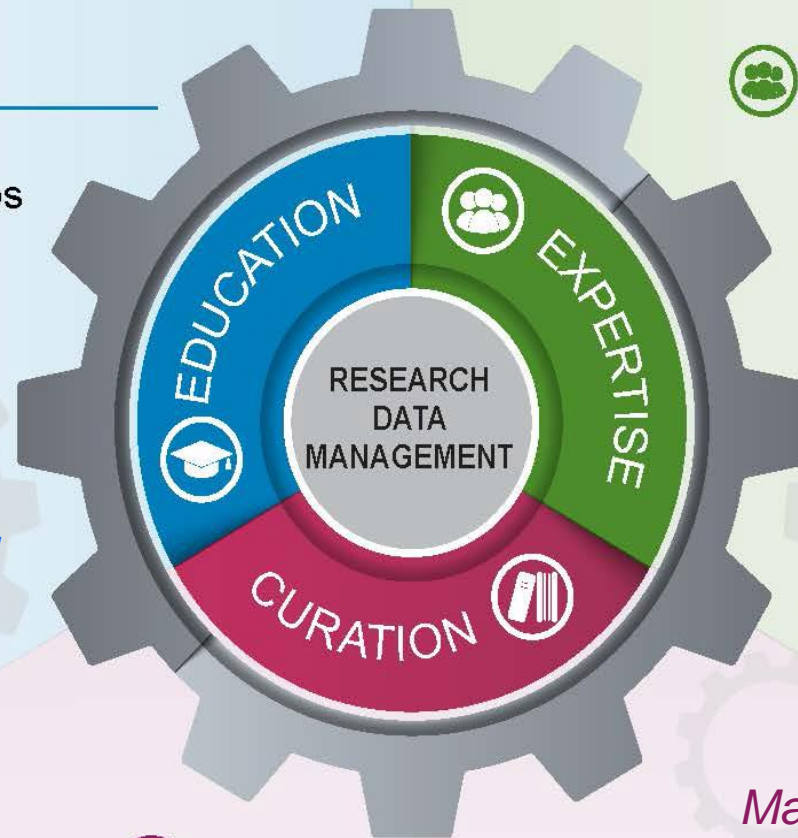 EDUCATION
EXPERTISE
RESEARCH
DATA
MANAGEMENT
CURATION